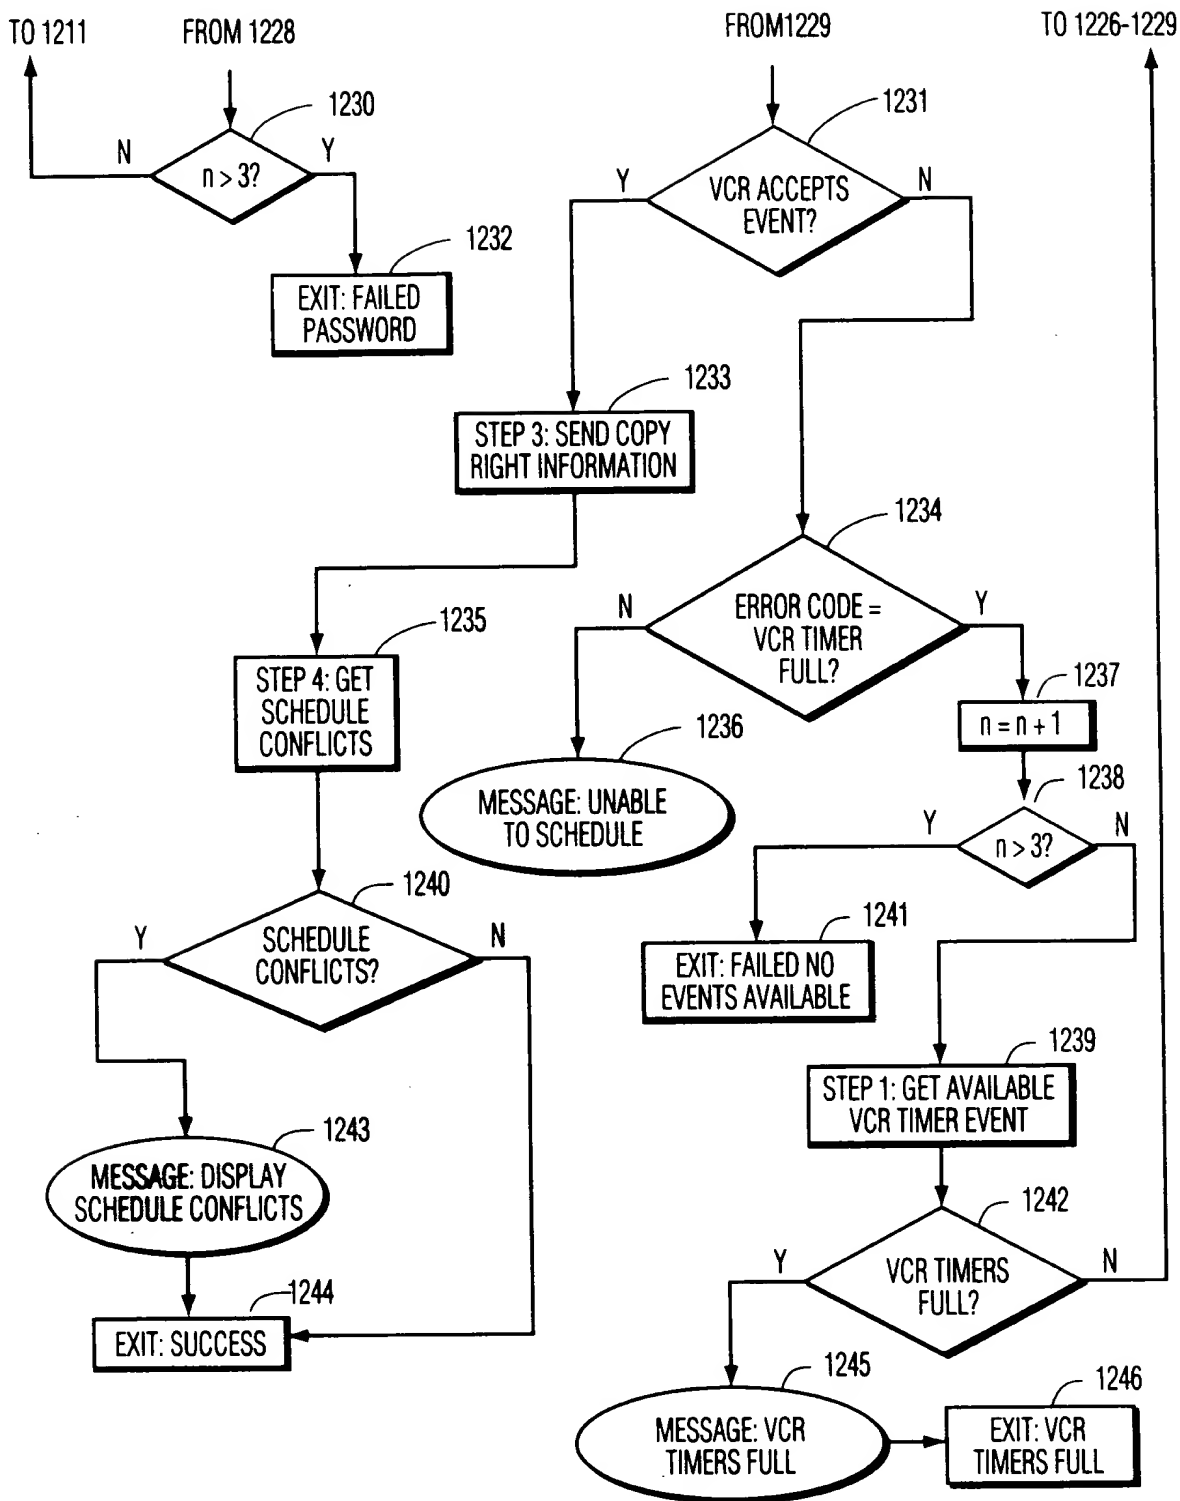 TO 1211
FROM 1228
FROM1229
TO 1226-1229
1230
N
n > 3?
Y
1231
Y
VCR ACCEPTS
EVENT?
N
1232
EXIT: FAILED
PASSWORD
1233
STEP 3: SEND COPY
RIGHT INFORMATION
1234
N
ERROR CODE =
VCR TIMER
FULL?
Y
1235
STEP 4: GET
SCHEDULE
CONFLICTS
1236
MESSAGE: UNABLE
TO SCHEDULE
1237
n = n + 1
1238
Y
n > 3?
N
1240
Y
SCHEDULE
CONFLICTS?
N
1241
EXIT: FAILED NO
EVENTS AVAILABLE
1239
STEP 1: GET AVAILABLE
VCR TIMER EVENT
1243
MESSAGE: DISPLAY
SCHEDULE CONFLICTS
1242
Y
VCR TIMERS
FULL?
N
1244
EXIT: SUCCESS
1245
MESSAGE: VCR
TIMERS FULL
1246
EXIT: VCR
TIMERS FULL